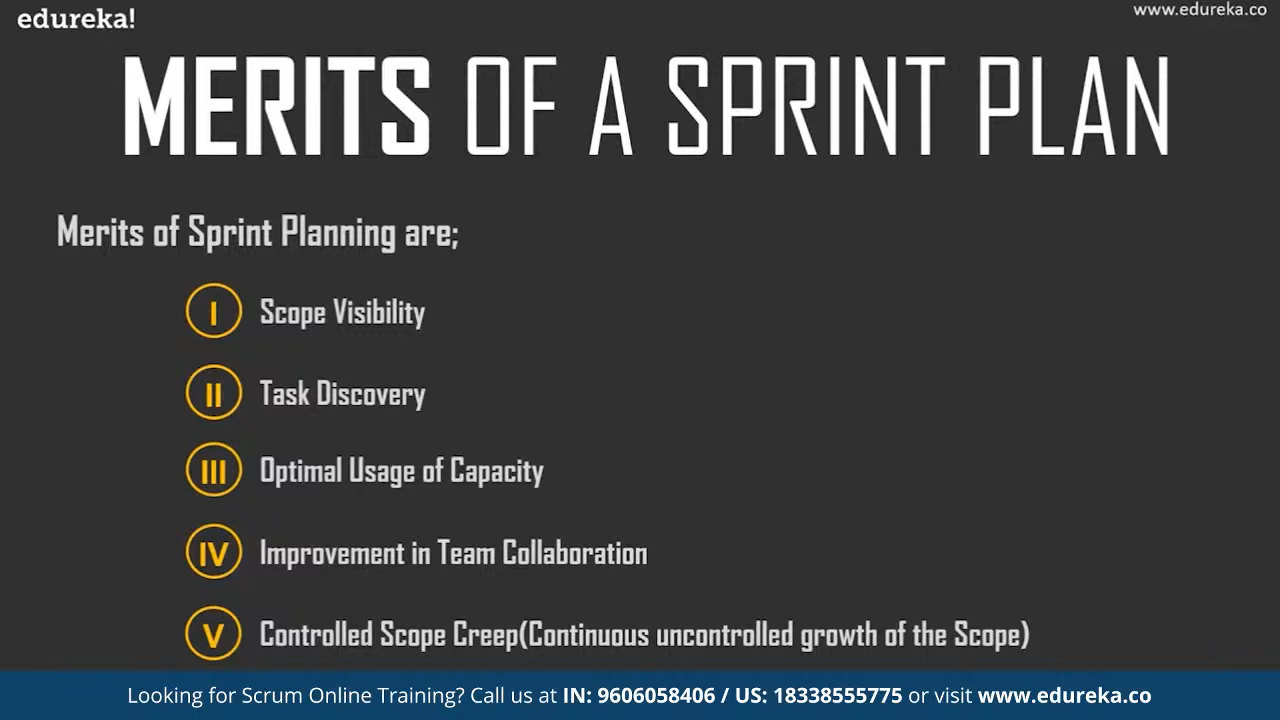 edureka!
www.edureka.co
MERITS OF A SPRINT PLAN
Merits of Sprint Planning are;
I Scope Visibility
II Task Discovery
III Optimal Usage of Capacity
IV Improvement in Team Collaboration
V Controlled Scope Creep(Continuous uncontrolled growth of the Scope)
Looking for Scrum Online Training? Call us at IN: 9606058406 / US: 18338555775 or visit www.edureka.co